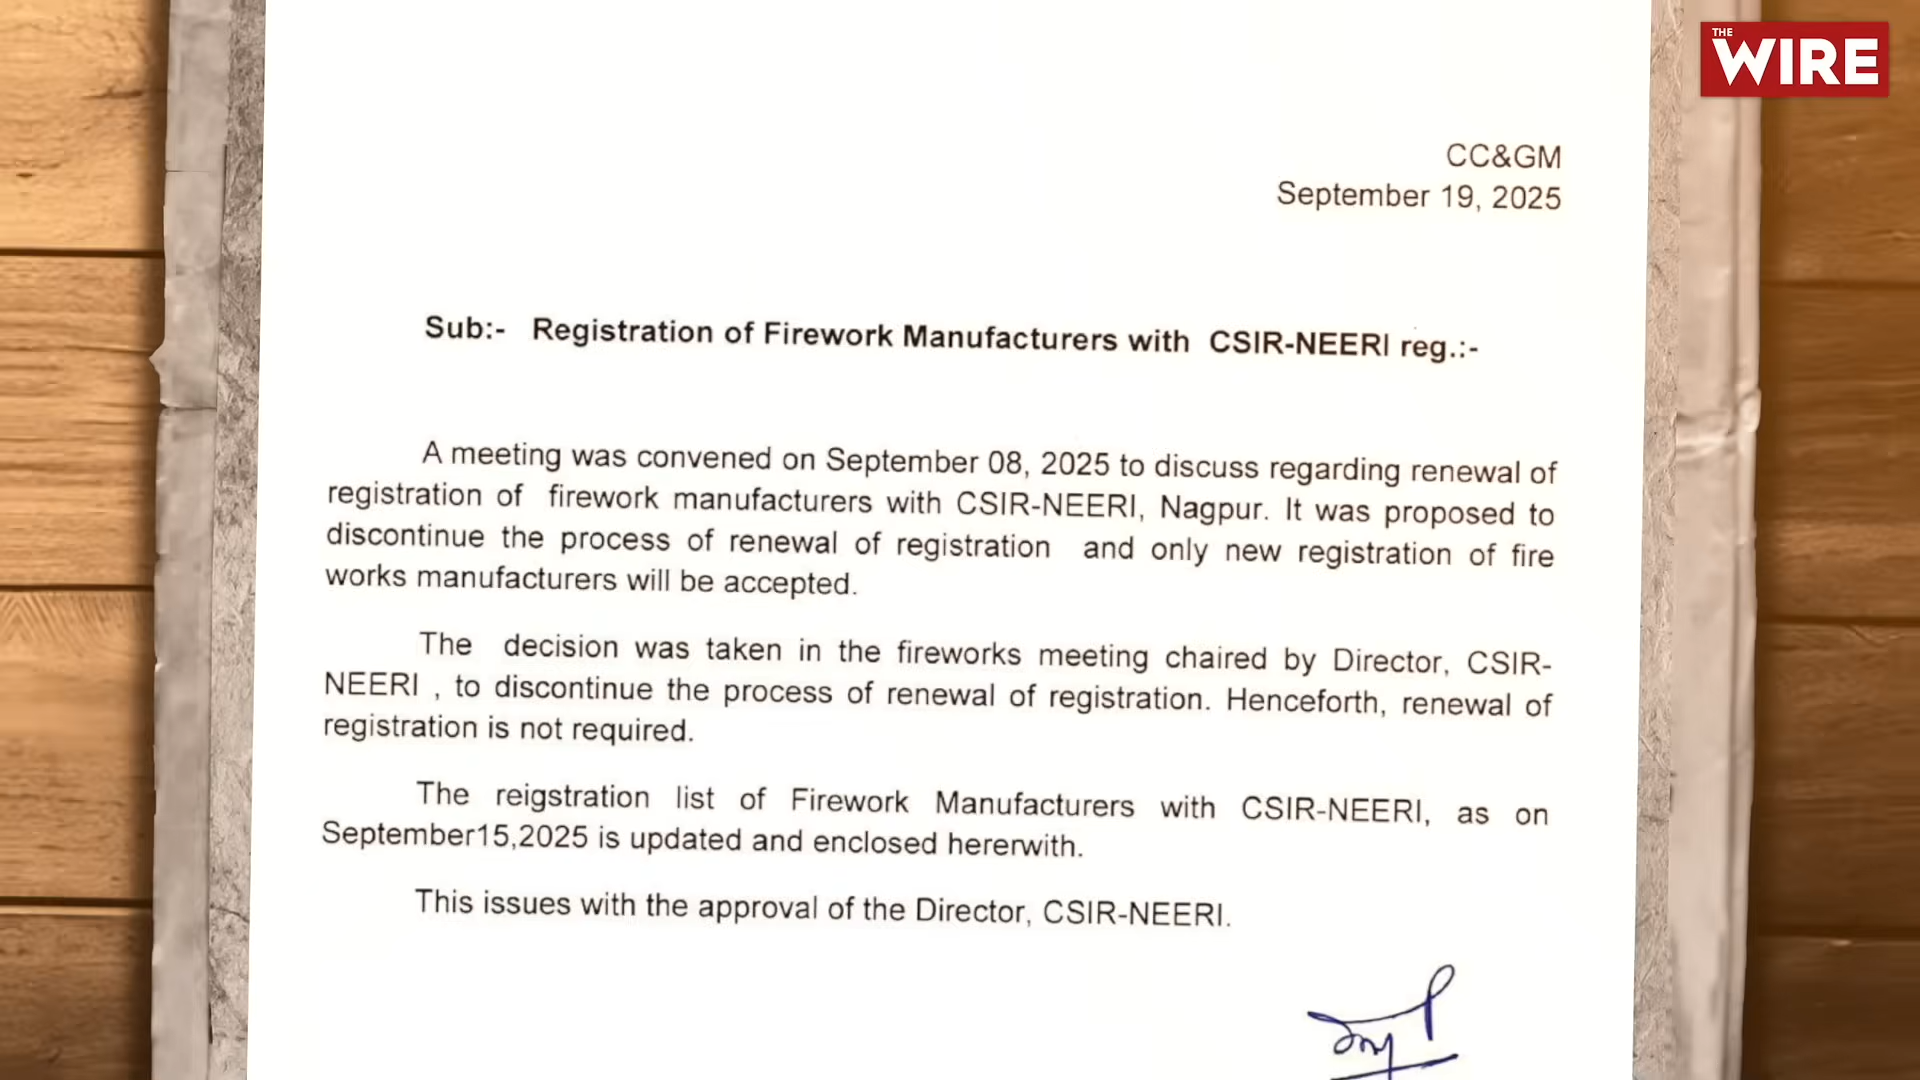 THE
WIRE
CC&GM
September 19, 2025
Sub:- Registration of Firework Manufacturers with CSIR-NEERI reg.:-
A meeting was convened on September 08, 2025 to discuss regarding renewal of
registration of firework manufacturers with CSIR-NEERI, Nagpur. It was proposed to
discontinue the process of renewal of registration and only new registration of fire
works manufacturers will be accepted.
The decision was taken in the fireworks meeting chaired by Director, CSIR-
NEERI , to discontinue the process of renewal of registration. Henceforth, renewal of
registration is not required.
The reigstration list of Firework Manufacturers with CSIR-NEERI, as on
September15,2025 is updated and enclosed hererwith.
This issues with the approval of the Director, CSIR-NEERI.